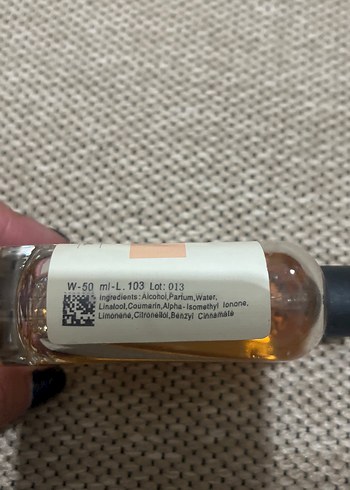 W-50 ml-L.103 Lot: 013
Ingredients:Alcohol,Parfum,Water,
Linalool,Coumarin,Alpha-isomethyl Ionone,
Limonene,Citronellol,Benzyl Cinnamate